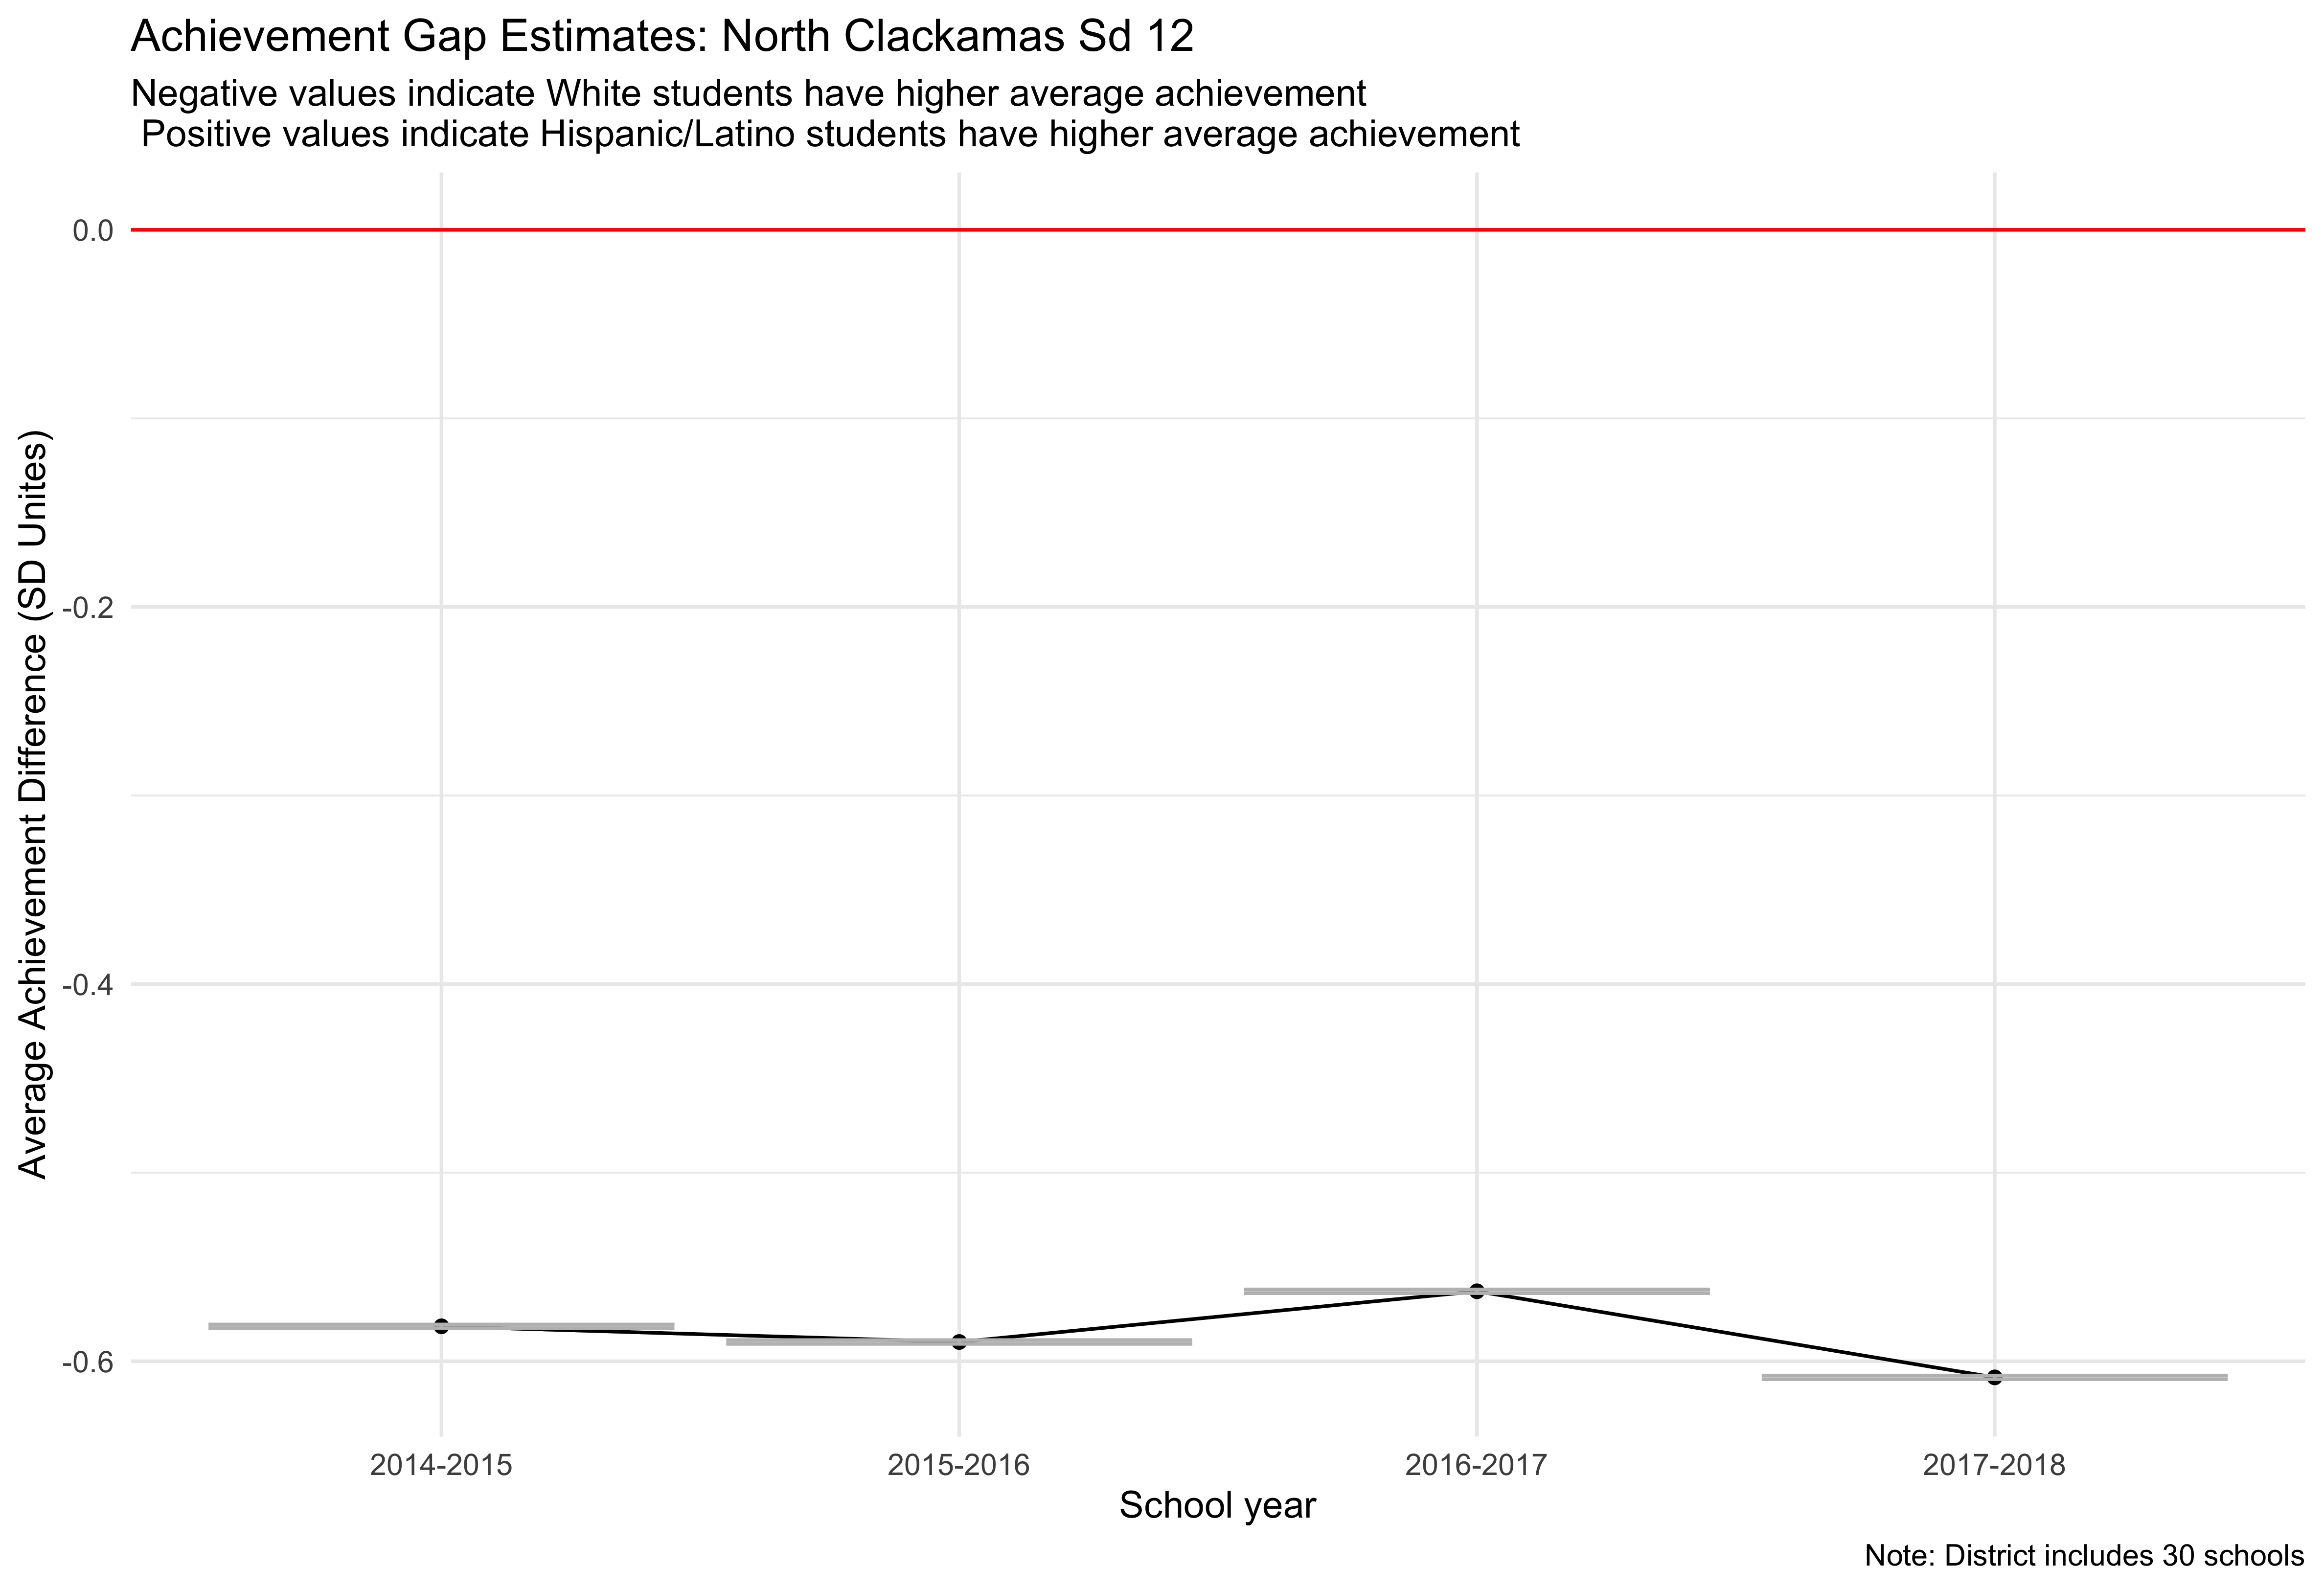 Achievement Gap Estimates: North Clackamas Sd 12
Negative values indicate White students have higher average achievement
Positive values indicate Hispanic/Latino students have higher average achievement
Average Achievement Difference (SD Unites)
0.0
-0.2
-0.4
-0.6
2014-2015
2015-2016
2016-2017
2017-2018
School year
Note: District includes 30 schools